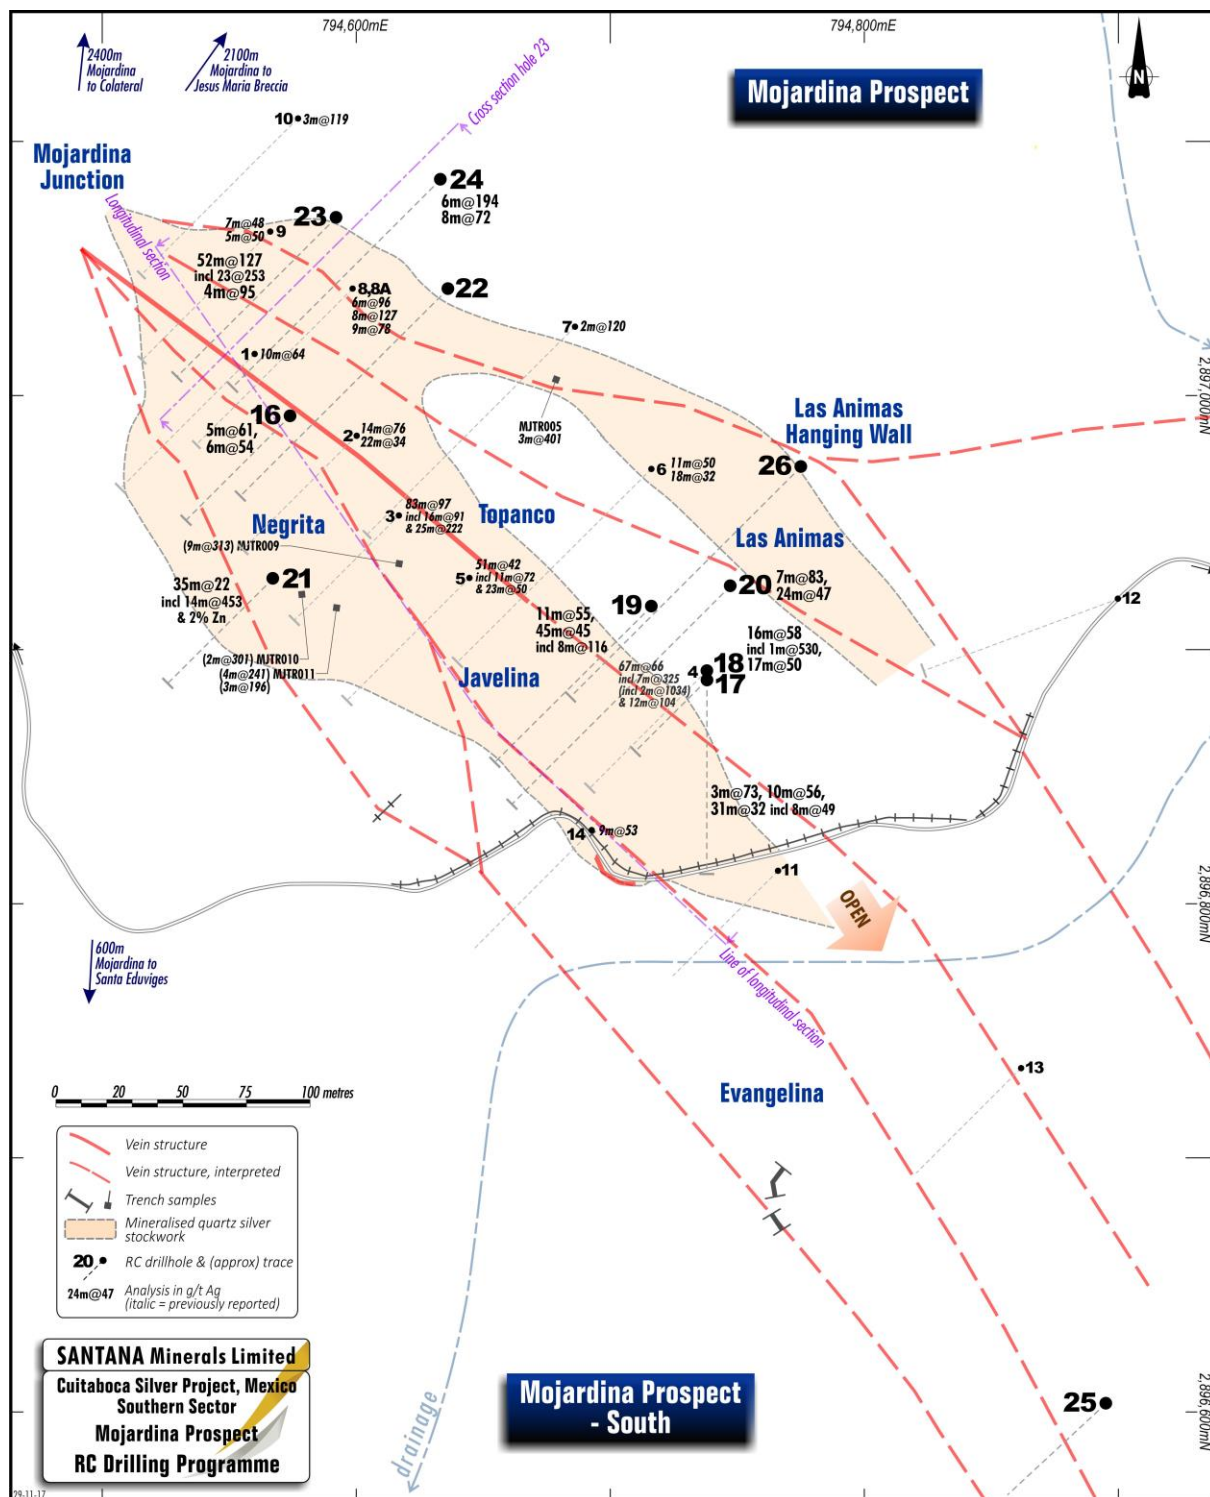 794,600mE
794,800mE
2400m
Mojardina
to Colateral
2100m
Mojardina to
Jesus Maria Breccia
Cross section hole 23
Mojardina Prospect
N
10 3m@119
Mojardina
Junction
Longitudinal section
24
6m@194
8m@72
23
7m@48
5m@50
9
52m@127
incl 23@253
4m@95
8,8A
6m@96
8m@127
9m@78
22
7 2m@120
1 10m@64
2,897,000mN
16
5m@61,
6m@54
2 14m@76
22m@34
MJTR005
3m@401
Las Animas
Hanging Wall
6 11m@50
18m@32
26
83m@97
3 incl 16m@91
& 25m@222
Topanco
Negrita
Las Animas
(9m@313) MJTR009
21
35m@22
incl 14m@453
& 2% Zn
51m@42
5 incl 11m@72
& 23m@50
20
7m@83,
24m@47
12
19
11m@55,
45m@45
incl 8m@116
16m@58
incl 1m@530,
17m@50
(2m@301) MJTR010
(4m@241) MJTR011
(3m@196)
Javelina
67m@66
incl 7m@325
(incl 2m@1034)
& 12m@104
4
18
17
3m@73, 10m@56,
31m@32 incl 8m@49
14 9m@53
11
OPEN
2,896,800mN
600m
Mojardina to
Santa Eduviges
Line of longitudinal section
13
Evangelina
0 20 50 75 100 metres
Vein structure
Vein structure, interpreted
Trench samples
Mineralised quartz silver
stockwork
20 RC drillhole & (approx) trace
24m@47 Analysis in g/t Ag
(italic = previously reported)
SANTANA Minerals Limited
Cuitaboca Silver Project, Mexico
Southern Sector
Mojardina Prospect
RC Drilling Programme
Mojardina Prospect
- South
25
2,896,600mN
drainage
29-11-17